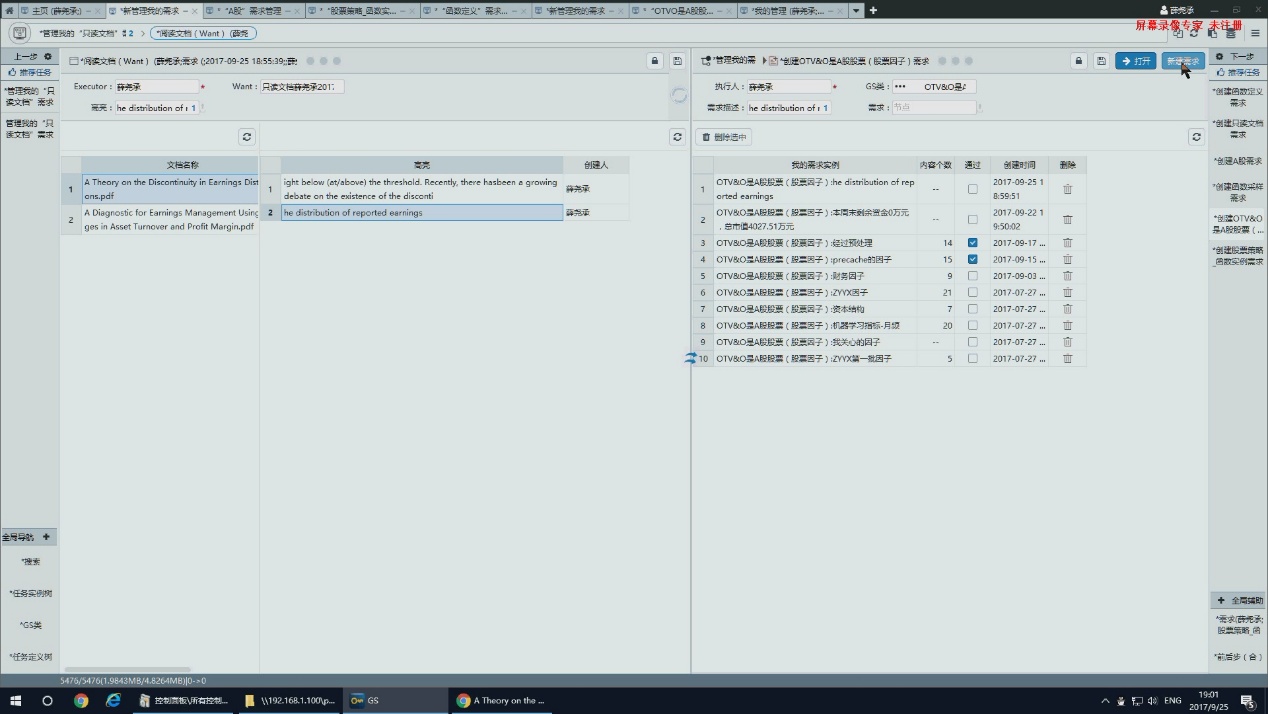 主页 (薛尧承;)
*新管理我的需求
* "A股" 需求管理
* "股票策略_函数实...
* "函数定义" 需求...
*新管理我的需求
* "OTVO是A股股...
*我的管理 (薛尧承;...
薛尧承
屏幕录像专家 未注册
*管理我的 "只读文档" 2
*阅读文档（Want）(薛尧
上一步
推荐任务
*管理我的 "只
读文档" 需求
管理我的 "只
读文档" 需求
*阅读文档（Want）(薛尧承;需求 (;2017-09-25 18:55:39;;薛
Executor：
薛尧承
*
Want：
只读文档薛尧承201
高亮：
he distribution of r 1
!
文档名称
高亮
创建人
1
A Theory on the Discontinuity in Earnings Dist
ons.pdf
2
A Diagnostic for Earnings Management Using
ges in Asset Turnover and Profit Margin.pdf
1
ight below (at/above) the threshold. Recently, there hasbeen a growing
debate on the existence of the disconti
薛尧承
2
he distribution of reported earnings
薛尧承
*管理我的需
*创建OTV&O是A股股票（股票因子）需求
打开
新建需求
执行人：
薛尧承
*
GS类：
•••
OTV&O是
需求描述：
he distribution of r 1
需求：
节点
!
删除选中
我的需求实例
内容个数
通过
创建时间
删除
1
OTV&O是A股股票（股票因子）:he distribution of rep
orted earnings
--
2017-09-25 1
8:59:51
2
OTV&O是A股股票（股票因子）:本周末剩余资金0万元
，总市值4027.51万元
--
2017-09-22 1
9:50:02
3 OTV&O是A股股票（股票因子）:经过预处理 14 2017-09-17 ...
4 OTV&O是A股股票（股票因子）:precache的因子 15 2017-09-15 ...
5 OTV&O是A股股票（股票因子）:财务因子 9 2017-09-03 ...
6 OTV&O是A股股票（股票因子）:ZYYX因子 21 2017-07-27 ...
7 OTV&O是A股股票（股票因子）:资本结构 7 2017-07-27 ...
8 OTV&O是A股股票（股票因子）:机器学习指标-月频 20 2017-07-27 ...
9 OTV&O是A股股票（股票因子）:我关心的因子 -- 2017-07-27 ...
10 OTV&O是A股股票（股票因子）:ZYYX第一批因子 5 2017-07-27 ...
下一步
推荐任务
*创建函数定义
需求
*创建只读文档
需求
*创建A股需求
*创建函数采样
需求
*创建OTV&O
是A股股票（...
*创建股票策略
_函数实例需求
全局导航
*搜索
*任务实例树
*GS类
*任务定义树
全局辅助
*需求(薛尧承;
股票策略_函
*前后步（合）
5476/5476(1.9843MB/4.8264MB)|0->0
控制面板\所有控制...
\\192.168.1.100\p...
GS
A Theory on the ...
ENG
19:01
2017/9/25
5